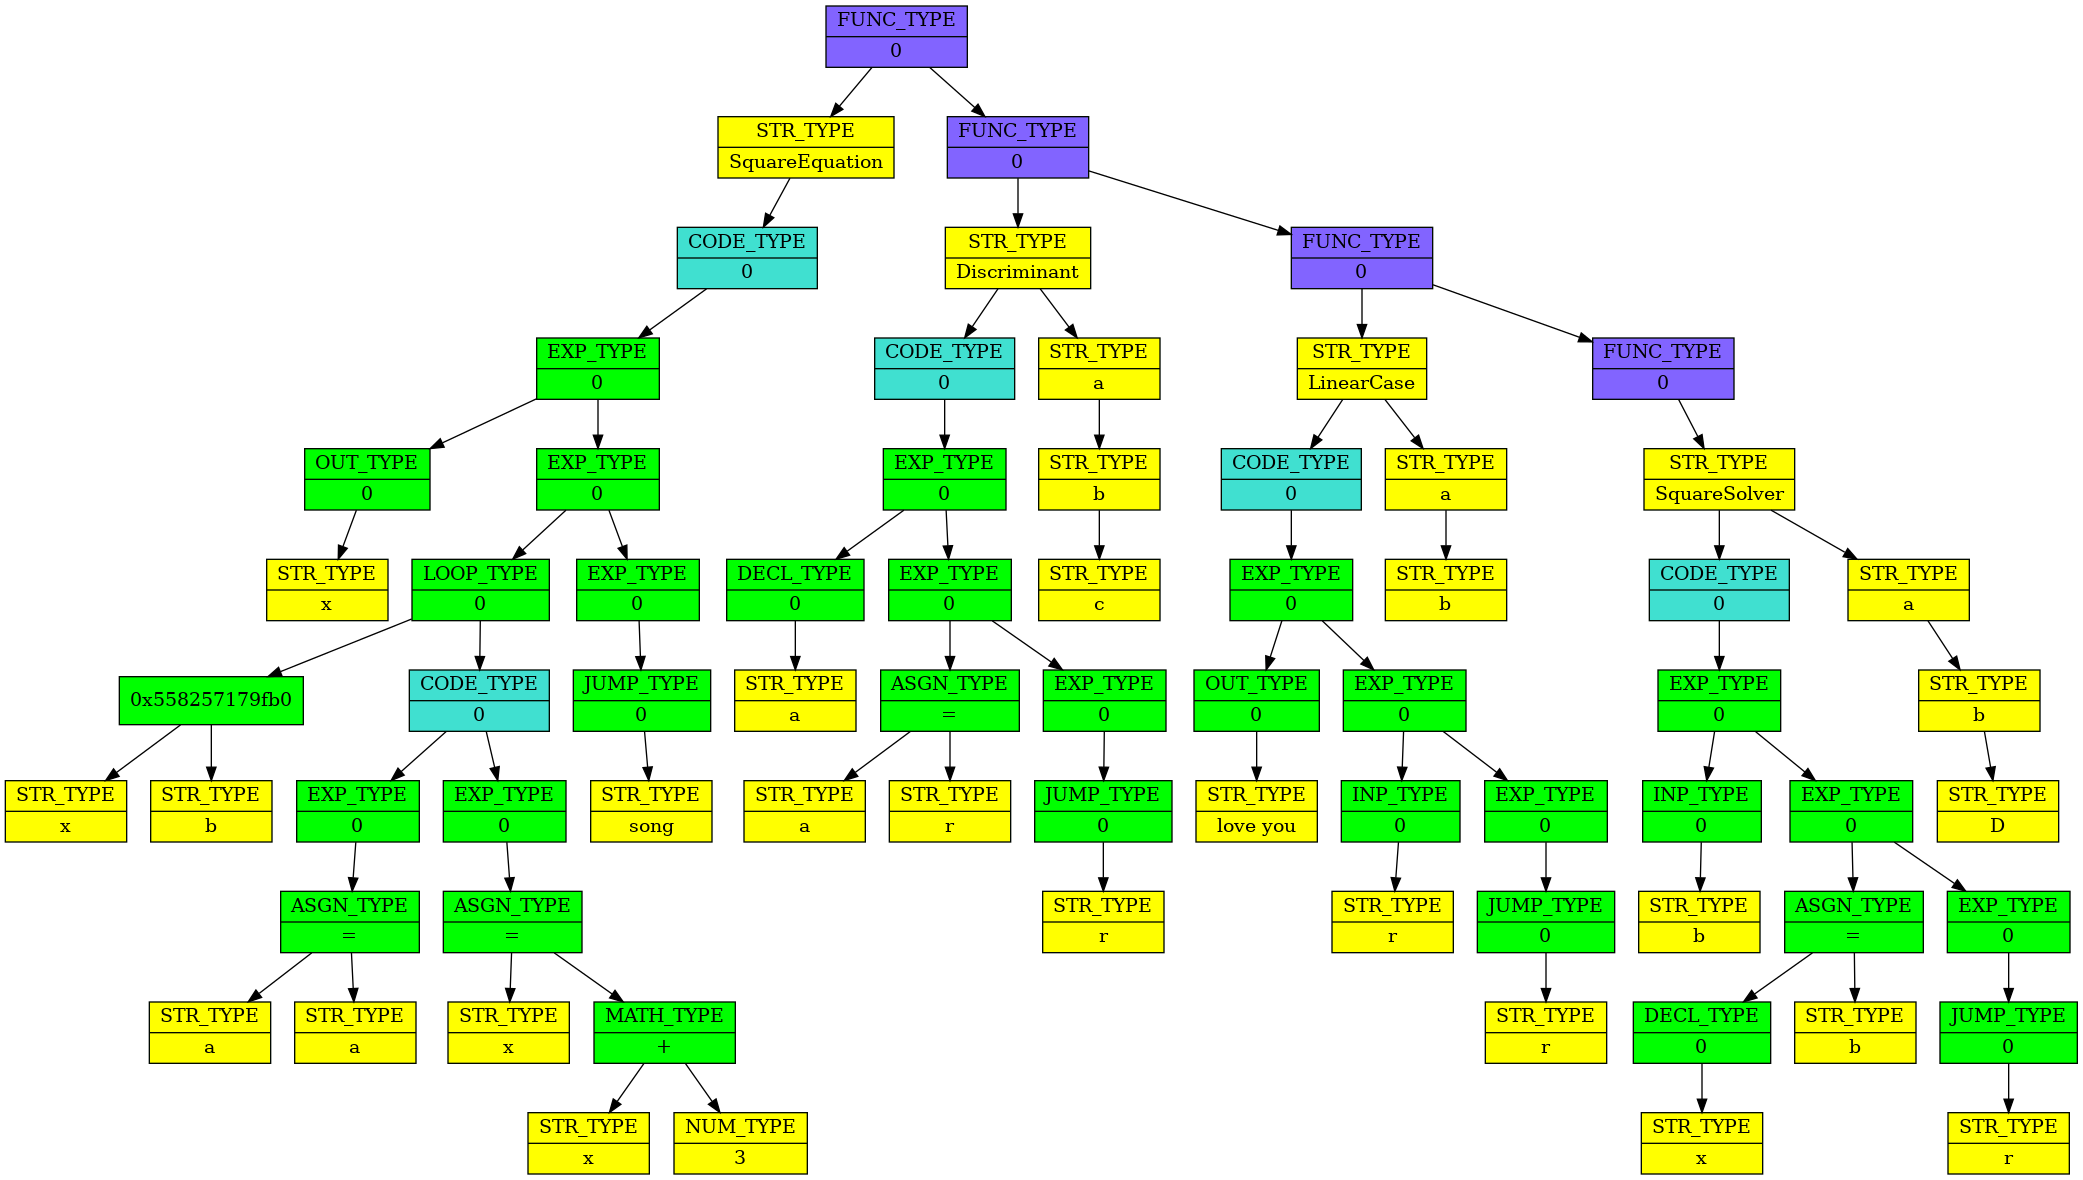 FUNC_TYPE
0
STR_TYPE
SquareEquation
FUNC_TYPE
0
CODE_TYPE
0
STR_TYPE
Discriminant
FUNC_TYPE
0
EXP_TYPE
0
CODE_TYPE
0
STR_TYPE
a
STR_TYPE
LinearCase
FUNC_TYPE
0
OUT_TYPE
0
EXP_TYPE
0
EXP_TYPE
0
STR_TYPE
b
CODE_TYPE
0
STR_TYPE
a
STR_TYPE
SquareSolver
STR_TYPE
x
LOOP_TYPE
0
EXP_TYPE
0
DECL_TYPE
0
EXP_TYPE
0
STR_TYPE
c
EXP_TYPE
0
STR_TYPE
b
CODE_TYPE
0
STR_TYPE
a
0x558257179fb0
CODE_TYPE
0
JUMP_TYPE
0
STR_TYPE
a
ASGN_TYPE
=
EXP_TYPE
0
OUT_TYPE
0
EXP_TYPE
0
EXP_TYPE
0
STR_TYPE
b
STR_TYPE
x
STR_TYPE
b
EXP_TYPE
0
EXP_TYPE
0
STR_TYPE
song
STR_TYPE
a
STR_TYPE
r
JUMP_TYPE
0
STR_TYPE
love you
INP_TYPE
0
EXP_TYPE
0
INP_TYPE
0
EXP_TYPE
0
STR_TYPE
D
ASGN_TYPE
=
ASGN_TYPE
=
STR_TYPE
r
STR_TYPE
r
JUMP_TYPE
0
STR_TYPE
b
ASGN_TYPE
=
EXP_TYPE
0
STR_TYPE
a
STR_TYPE
a
STR_TYPE
x
MATH_TYPE
+
STR_TYPE
r
DECL_TYPE
0
STR_TYPE
b
JUMP_TYPE
0
STR_TYPE
x
NUM_TYPE
3
STR_TYPE
x
STR_TYPE
r